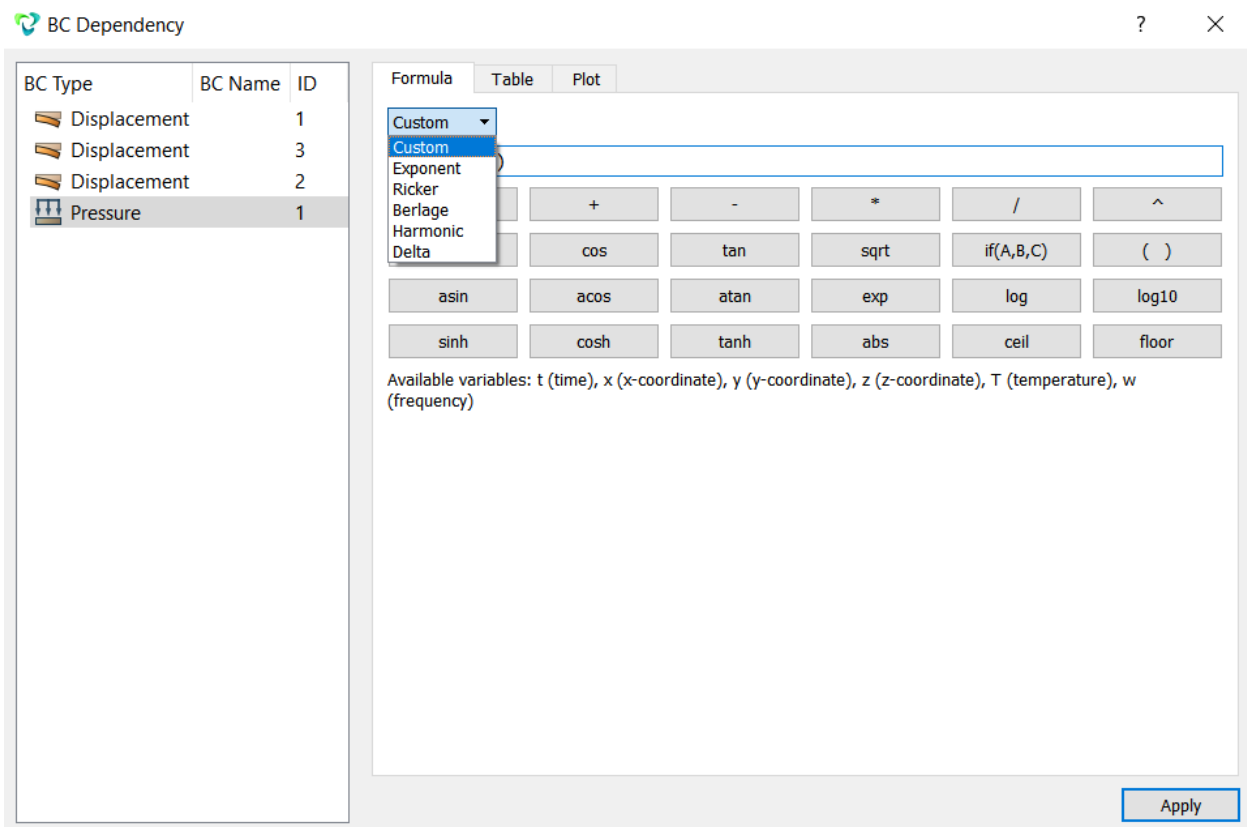 BC Dependency ? ×
BC Type BC Name ID
Displacement 1
Displacement 3
Displacement 2
Pressure 1
Formula Table Plot
Custom
Custom
Exponent
Ricker
Berlage
Harmonic
Delta
)
+ - * / ^
cos tan sqrt if(A,B,C) ( )
asin acos atan exp log log10
sinh cosh tanh abs ceil floor
Available variables: t (time), x (x-coordinate), y (y-coordinate), z (z-coordinate), T (temperature), w
(frequency)
Apply